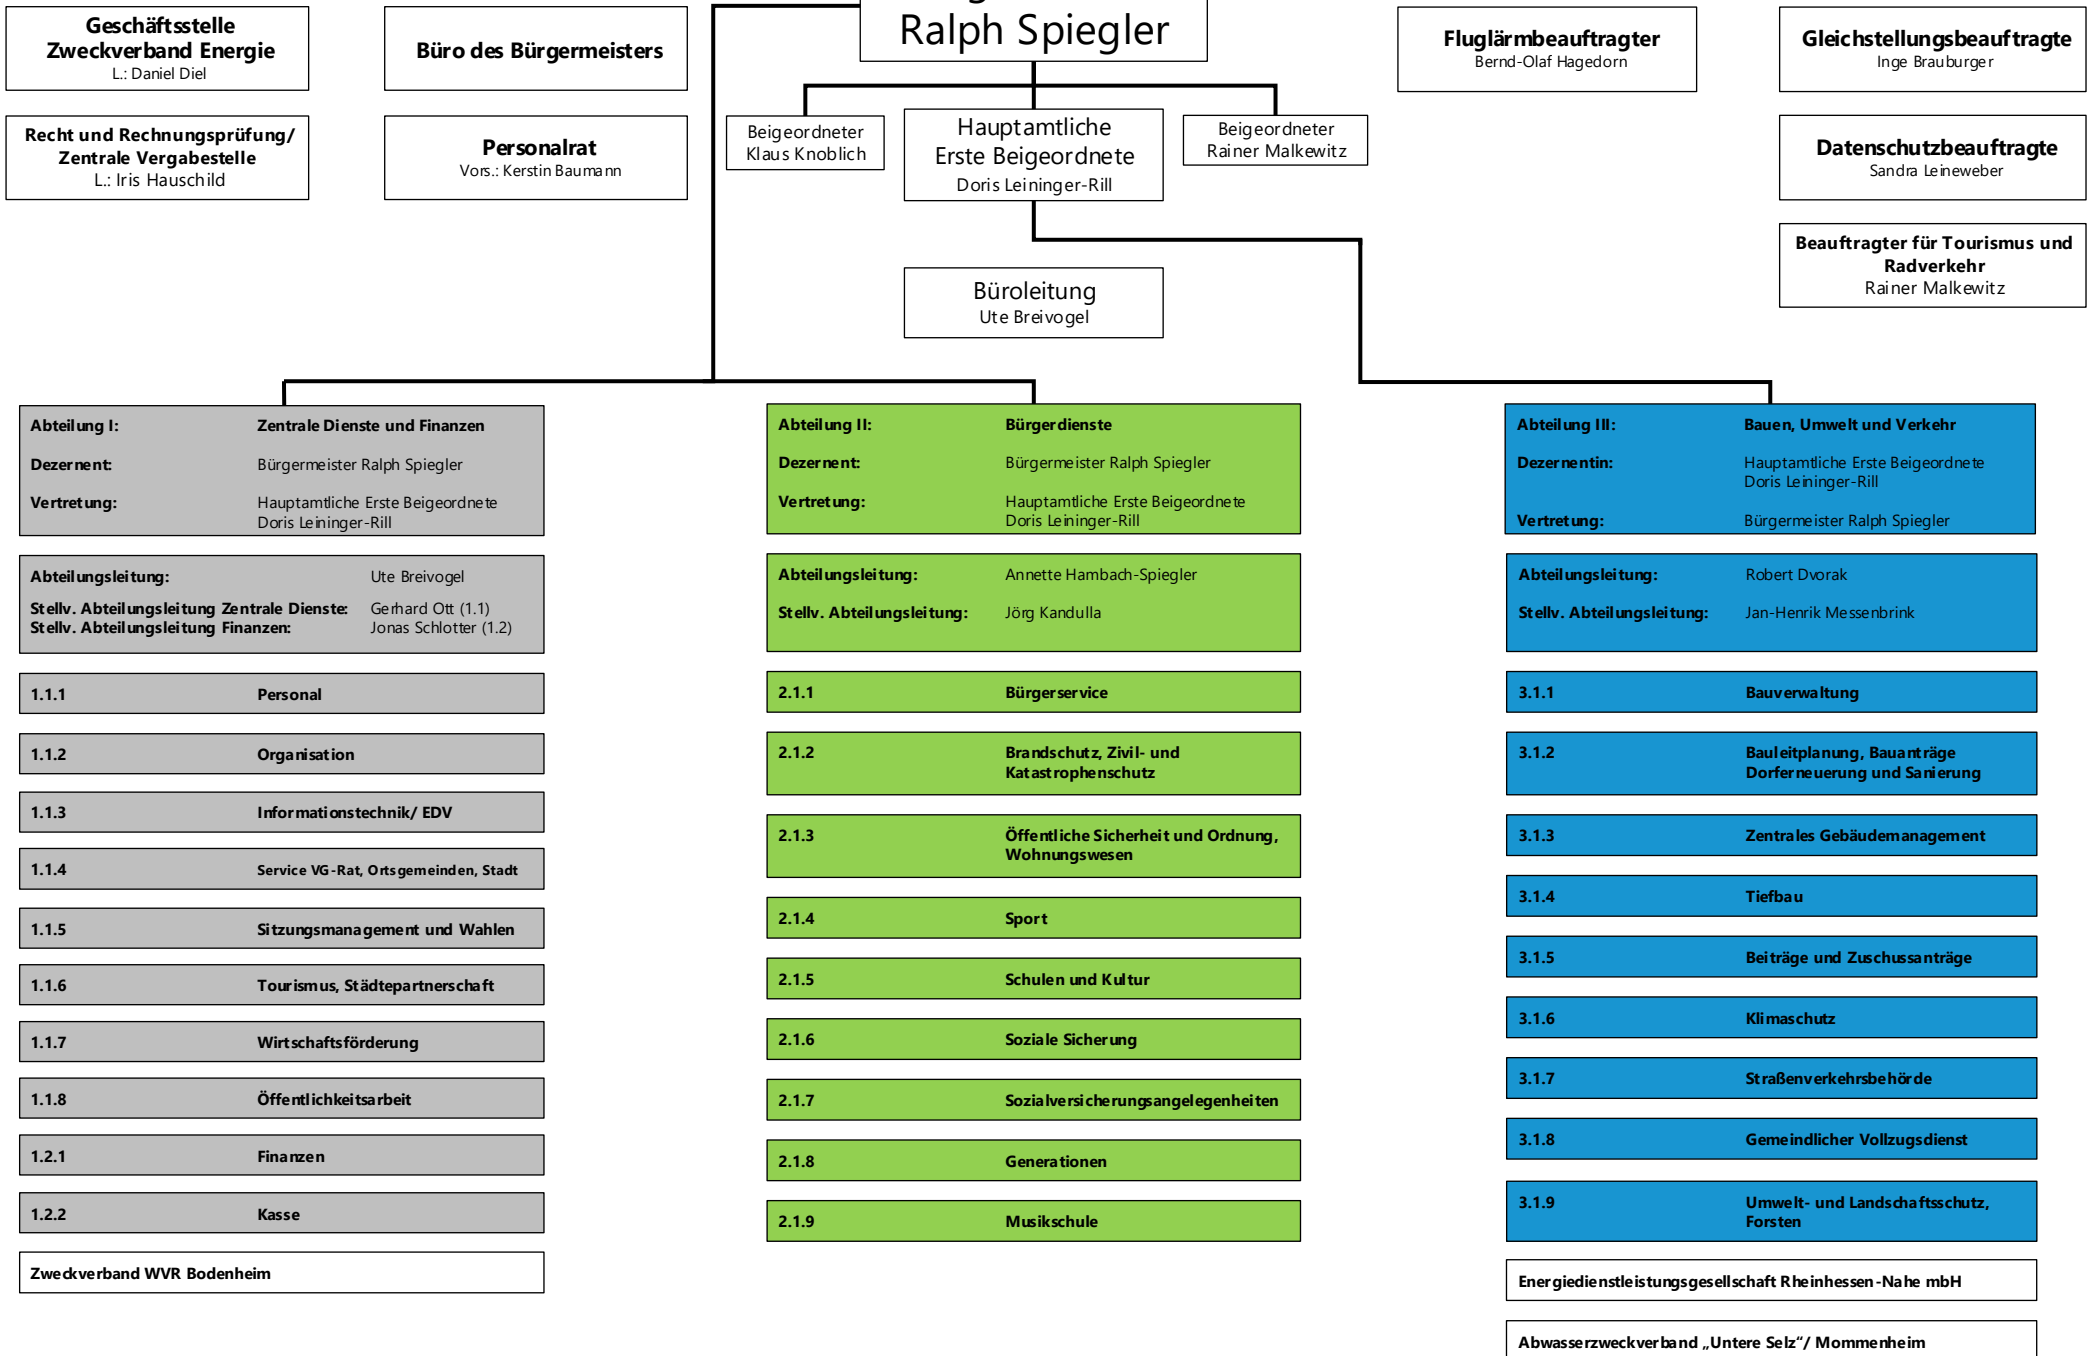 Geschäftsstelle
Zweckverband Energie
L.: Daniel Diel
Büro des Bürgermeisters
Ralph Spiegler
Fluglärmbeauftragter
Bernd-Olaf Hagedorn
Gleichstellungsbeauftragte
Inge Brauburger
Recht und Rechnungsprüfung/
Zentrale Vergabestelle
L.: Iris Hauschild
Personalrat
Vors.: Kerstin Baumann
Beigeordneter
Klaus Knoblich
Hauptamtliche
Erste Beigeordnete
Doris Leininger-Rill
Beigeordneter
Rainer Malkewitz
Datenschutzbeauftragte
Sandra Leineweber
Beauftragter für Tourismus und
Radverkehr
Rainer Malkewitz
Büroleitung
Ute Breivogel
Abteilung I: Zentrale Dienste und Finanzen
Dezernent: Bürgermeister Ralph Spiegler
Vertretung: Hauptamtliche Erste Beigeordnete
Doris Leininger-Rill
Abteilungsleitung: Ute Breivogel
Stellv. Abteilungsleitung Zentrale Dienste: Gerhard Ott (1.1)
Stellv. Abteilungsleitung Finanzen: Jonas Schlotter (1.2)
1.1.1 Personal
1.1.2 Organisation
1.1.3 Informationstechnik/ EDV
1.1.4 Service VG-Rat, Ortsgemeinden, Stadt
1.1.5 Sitzungsmanagement und Wahlen
1.1.6 Tourismus, Städtepartnerschaft
1.1.7 Wirtschaftsförderung
1.1.8 Öffentlichkeitsarbeit
1.2.1 Finanzen
1.2.2 Kasse
Zweckverband WVR Bodenheim
Abteilung II: Bürgerdienste
Dezernent: Bürgermeister Ralph Spiegler
Vertretung: Hauptamtliche Erste Beigeordnete
Doris Leininger-Rill
Abteilungsleitung: Annette Hambach-Spiegler
Stellv. Abteilungsleitung: Jörg Kandulla
2.1.1 Bürgerservice
2.1.2 Brandschutz, Zivil- und
Katastrophenschutz
2.1.3 Öffentliche Sicherheit und Ordnung,
Wohnungswesen
2.1.4 Sport
2.1.5 Schulen und Kultur
2.1.6 Soziale Sicherung
2.1.7 Sozialversicherungsangelegenheiten
2.1.8 Generationen
2.1.9 Musikschule
Abteilung III: Bauen, Umwelt und Verkehr
Dezernentin: Hauptamtliche Erste Beigeordnete
Doris Leininger-Rill
Vertretung: Bürgermeister Ralph Spiegler
Abteilungsleitung: Robert Dvorak
Stellv. Abteilungsleitung: Jan-Henrik Messenbrink
3.1.1 Bauverwaltung
3.1.2 Bauleitplanung, Bauanträge
Dorferneuerung und Sanierung
3.1.3 Zentrales Gebäudemanagement
3.1.4 Tiefbau
3.1.5 Beiträge und Zuschussanträge
3.1.6 Klimaschutz
3.1.7 Straßenverkehrsbehörde
3.1.8 Gemeindlicher Vollzugsdienst
3.1.9 Umwelt- und Landschaftsschutz,
Forsten
Energiedienstleistungsgesellschaft Rheinhessen-Nahe mbH
Abwasserzweckverband „Untere Selz“/ Mommenheim